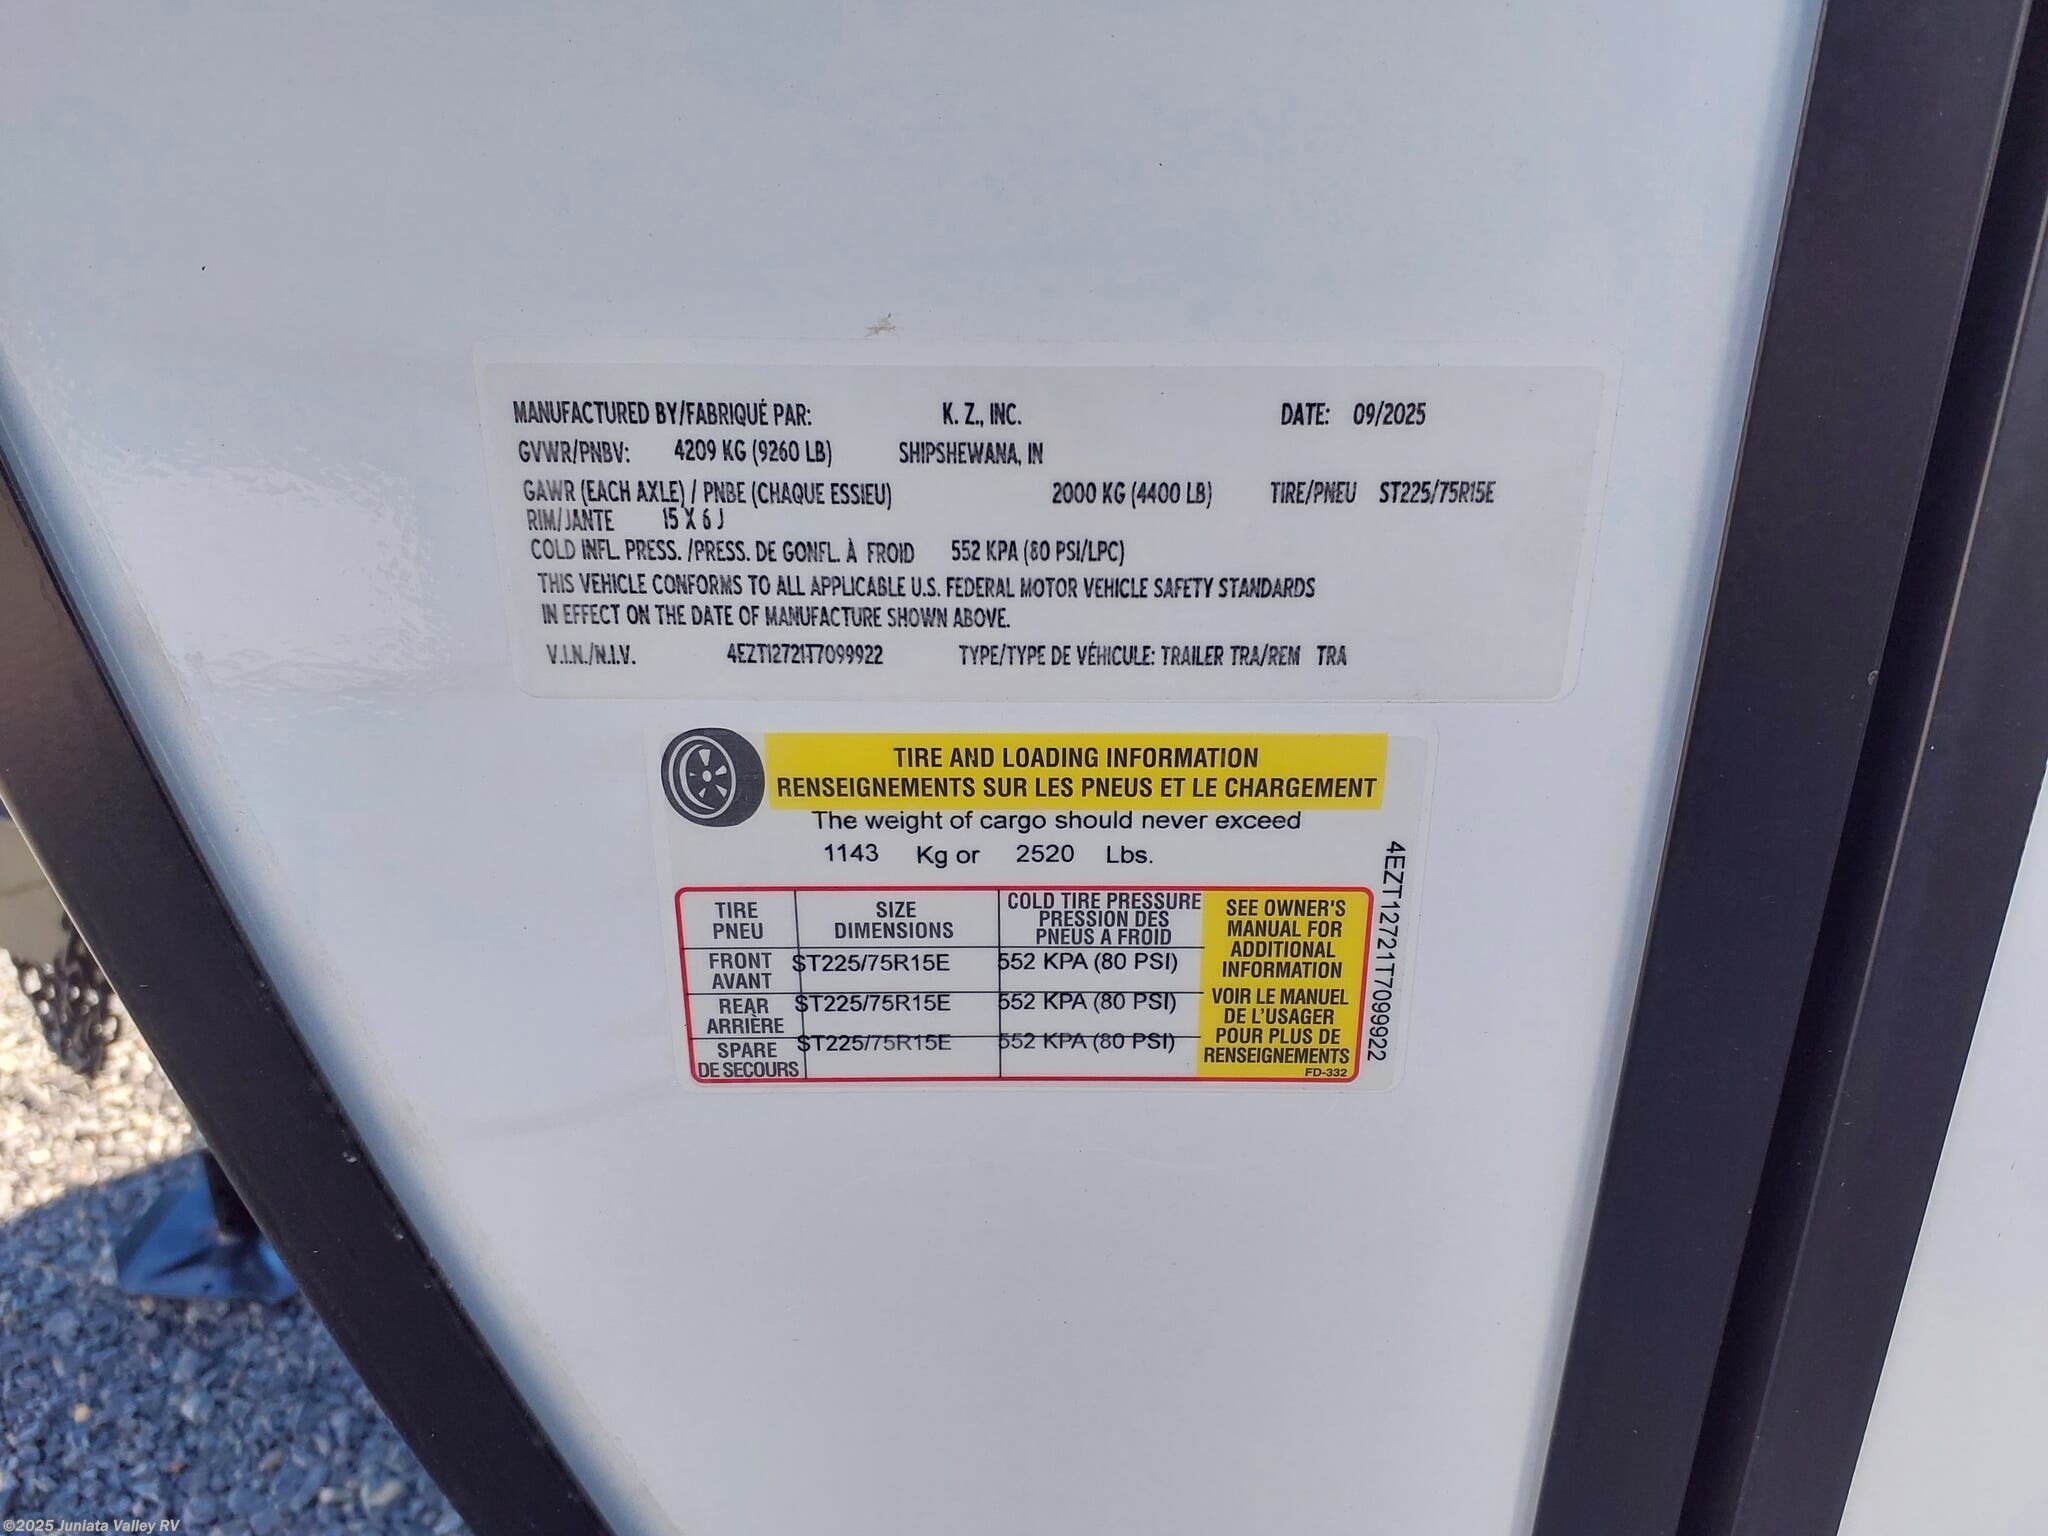 MANUFACTURED BY/FABRIQUÉ PAR: K. Z., INC. DATE: 09/2025
GVWR/PNBV: 4209 KG (9260 LB) SHIPSHEWANA, IN
GAWR (EACH AXLE) / PNBE (CHAQUE ESSIEU) 2000 KG (4400 LB) TIRE/PNEU ST225/75R15E
RIM/JANTE 15 X 6 J
COLD INFL. PRESS. /PRESS. DE GONFL. À FROID 552 KPA (80 PSI/LPC)
THIS VEHICLE CONFORMS TO ALL APPLICABLE U.S. FEDERAL MOTOR VEHICLE SAFETY STANDARDS
IN EFFECT ON THE DATE OF MANUFACTURE SHOWN ABOVE.
V.I.N./N.I.V. 4EZT12721T7099922 TYPE/TYPE DE VÉHICULE: TRAILER TRA/REM TRA
TIRE AND LOADING INFORMATION
RENSEIGNEMENTS SUR LES PNEUS ET LE CHARGEMENT
The weight of cargo should never exceed
1143 Kg or 2520 Lbs.
TIRE
PNEU
SIZE
DIMENSIONS
COLD TIRE PRESSURE
PRESSION DES
PNEUS A FROID
FRONT
AVANT
ST225/75R15E
552 KPA (80 PSI)
REAR
ARRIÈRE
ST225/75R15E
552 KPA (80 PSI)
SPARE
DE SECOURS
ST225/75R15E
552 KPA (80 PSI)
SEE OWNER'S
MANUAL FOR
ADDITIONAL
INFORMATION
VOIR LE MANUEL
DE L'USAGER
POUR PLUS DE
RENSEIGNEMENTS
FD-332
4EZT12721T7099922
©2025 Juniata Valley RV